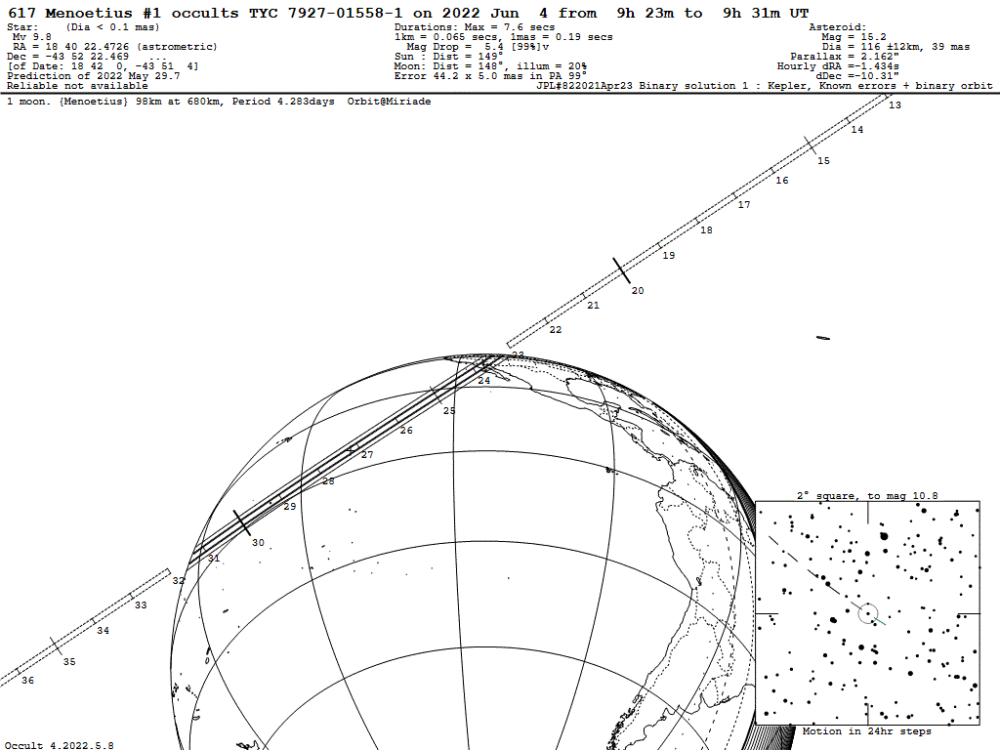 617 Menoetius #1 occults TYC 7927-01558-1 on 2022 Jun  4 from  9h 23m to  9h 31m UT
Star:    (Dia < 0.1 mas)
Mv 9.8
RA = 18 40 22.4726 (astrometric)
Dec = -43 52 22.469   ...
[of Date: 18 42  0, -43 51  4]
Prediction of 2022 May 29.7
Reliable not available
Durations: Max = 7.6 secs
1km = 0.065 secs, 1mas = 0.19 secs
Mag Drop =  5.4 [99%]v
Sun : Dist = 149°
Moon: Dist = 148°, illum = 20%
Error 44.2 x 5.0 mas in PA 99°
Asteroid:
Mag = 15.2
Dia = 116 ±12km, 39 mas
Parallax = 2.162"
Hourly dRA =-1.434s
dDec =-10.31"
JPL#822021Apr23 Binary solution 1 : Kepler, Known errors + binary orbit
1 moon. {Menoetius} 98km at 680km, Period 4.283days  Orbit@Miriade
13
14
15
16
17
18
19
20
21
22
23
24
25
26
27
28
29
30
31
32
33
34
35
36
2° square, to mag 10.8
Motion in 24hr steps
Occult 4.2022.5.8